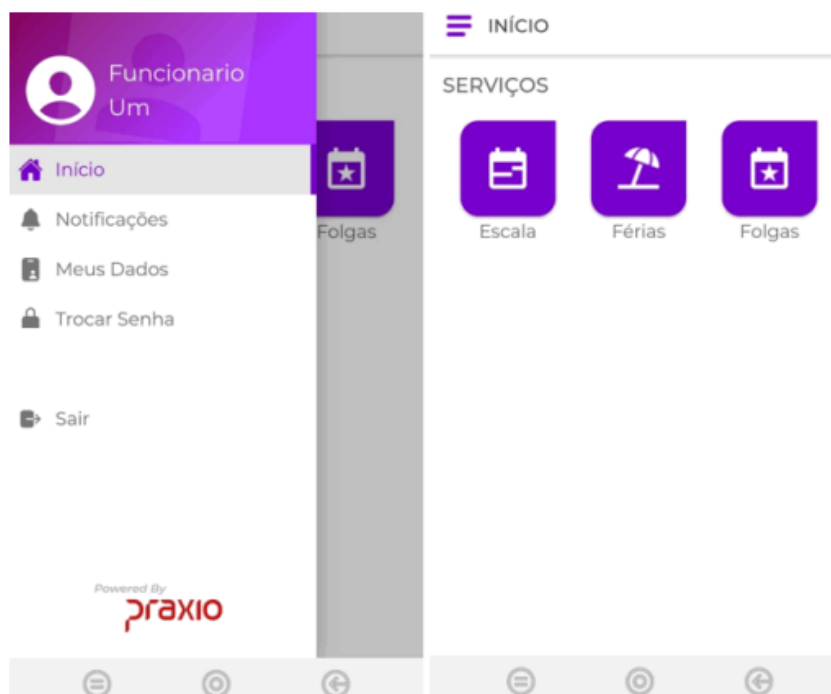 Funcionario
Um
Início
Notificações
Meus Dados
Trocar Senha
Sair
Powered By
praxio
Folgas
INÍCIO
SERVIÇOS
Escala
Férias
Folgas